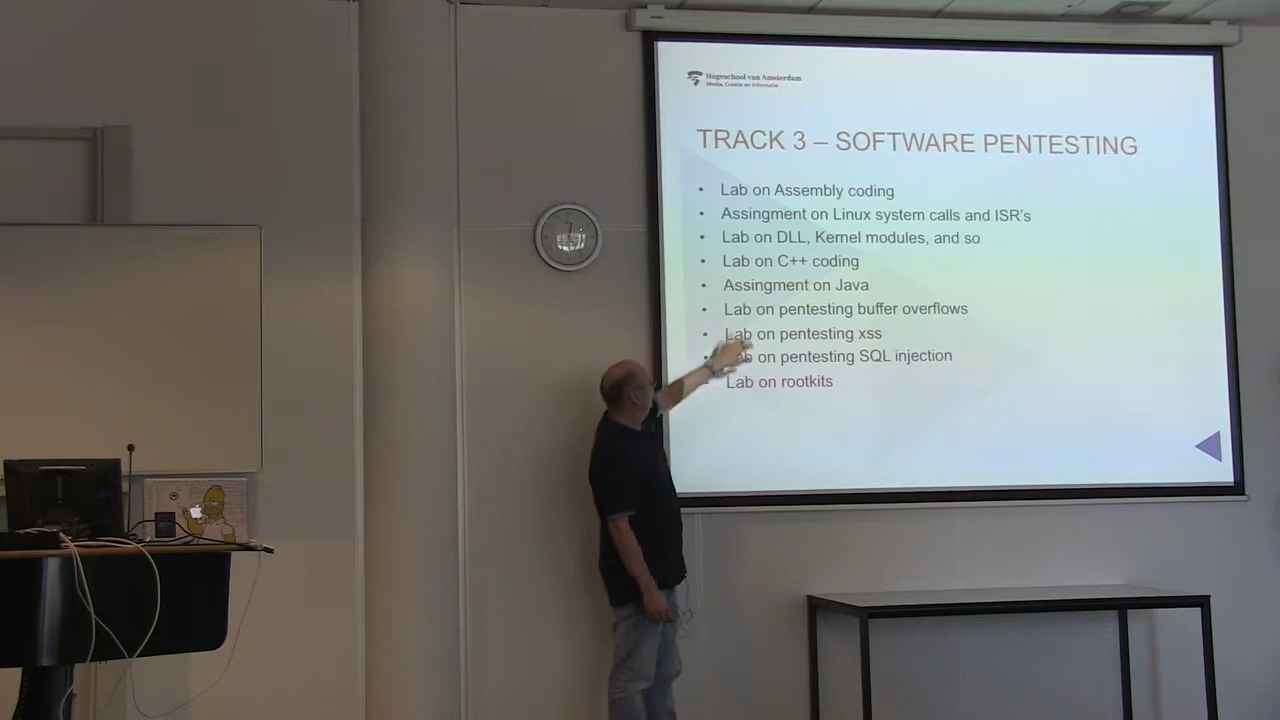 Hogeschool van Amsterdam
Media, Creatie en Informatie
TRACK 3 – SOFTWARE PENTESTING
• Lab on Assembly coding
• Assingment on Linux system calls and ISR's
• Lab on DLL, Kernel modules, and so
• Lab on C++ coding
• Assingment on Java
• Lab on pentesting buffer overflows
• Lab on pentesting xss
• on pentesting SQL injection
• Lab on rootkits